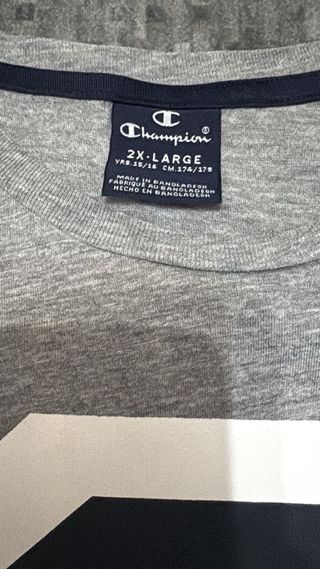 Champion®
2X-LARGE
YRS.15/16 CM.174/179
MADE IN BANGLADESH
FABRIQUÉ AU BANGLADESH
HECHO EN BANGLADESH